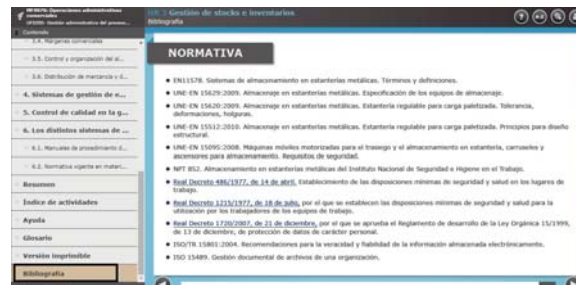 MF0976: Operaciones administrativas
comerciales
UF0350: Gestión administrativa del proceso...
UD 3 Gestión de stocks e inventarios
Bibliografía
Contenido
3.4. Márgenes comerciales
3.5. Control y organización del al...
3.6. Distribución de mercancía y d...
4. Sistemas de gestión de e...
5. Control de calidad en la g...
6. Los distintos sistemas de ...
6.1. Manuales de procedimiento d...
6.2. Normativa vigente en materi...
Resumen
Índice de actividades
Ayuda
Glosario
Versión imprimible
Bibliografía
NORMATIVA
EN11578. Sistemas de almacenamiento en estanterías metálicas. Términos y definiciones.
UNE-EN 15629:2009. Almacenaje en estanterías metálicas. Especificación de los equipos de almacenaje.
UNE-EN 15620:2009. Almacenaje en estanterías metálicas. Estantería regulable para carga paletizada. Tolerancia,
deformaciones, holguras.
UNE-EN 15512:2010. Almacenaje en estanterías metálicas. Estantería regulable para carga paletizada. Principios para diseño
estructural.
UNE-EN 15095:2008. Máquinas móviles motorizadas para el trasiego y el almacenamiento en estantería, carruseles y
ascensores para almacenamiento. Requisitos de seguridad.
NPT 852. Almacenamiento en estanterías metálicas del Instituto Nacional de Seguridad e Higiene en el Trabajo.
Real Decreto 486/1977, de 14 de abril. Establecimiento de las disposiciones mínimas de seguridad y salud en los lugares de
trabajo.
Real Decreto 1215/1977, de 18 de julio, por el que se establecen las disposiciones mínimas de seguridad y salud para la
utilización por los trabajadores de los equipos de trabajo.
Real Decreto 1720/2007, de 21 de diciembre, por el que se aprueba el Reglamento de desarrollo de la Ley Orgánica 15/1999,
de 13 de diciembre, de protección de datos de carácter personal.
ISO/TR 15801:2004. Recomendaciones para la veracidad y fiabilidad de la información almacenada electrónicamente.
ISO 15489. Gestión documental de archivos de una organización.